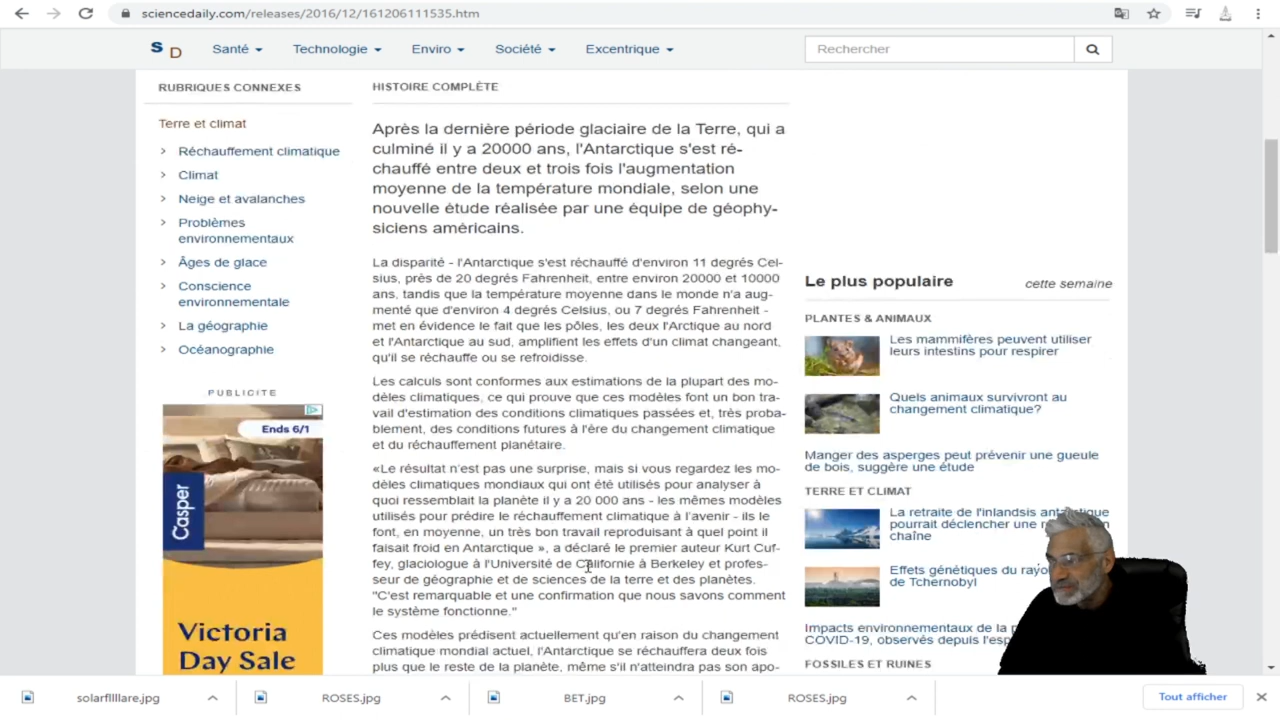 sciencedaily.com/releases/2016/12/161206111535.htm
S D
Santé
Technologie
Enviro
Société
Excentrique
Rechercher
RUBRIQUES CONNEXES
Terre et climat
Réchauffement climatique
Climat
Neige et avalanches
Problèmes
environnementaux
Âges de glace
Conscience
environnementale
La géographie
Océanographie
PUBLICITE
Ends 6/1
Casper
Victoria
Day Sale
HISTOIRE COMPLÈTE
Après la dernière période glaciaire de la Terre, qui a
culminé il y a 20000 ans, l'Antarctique s'est ré-
chauffé entre deux et trois fois l'augmentation
moyenne de la température mondiale, selon une
nouvelle étude réalisée par une équipe de géophy-
siciens américains.
La disparité - l'Antarctique s'est réchauffé d'environ 11 degrés Cel-
sius, près de 20 degrés Fahrenheit, entre environ 20000 et 10000
ans, tandis que la température moyenne dans le monde n'a aug-
menté que d'environ 4 degrés Celsius, ou 7 degrés Fahrenheit -
met en évidence le fait que les pôles, les deux l'Arctique au nord
et l'Antarctique au sud, amplifient les effets d'un climat changeant,
qu'il se réchauffe ou se refroidisse.
Les calculs sont conformes aux estimations de la plupart des mo-
dèles climatiques, ce qui prouve que ces modèles font un bon tra-
vail d'estimation des conditions climatiques passées et, très proba-
blement, des conditions futures à l'ère du changement climatique
et du réchauffement planétaire.
«Le résultat n'est pas une surprise, mais si vous regardez les mo-
dèles climatiques mondiaux qui ont été utilisés pour analyser à
quoi ressemblait la planète il y a 20 000 ans - les mêmes modèles
utilisés pour prédire le réchauffement climatique à l'avenir - ils le
font, en moyenne, un très bon travail reproduisant à quel point il
faisait froid en Antarctique », a déclaré le premier auteur Kurt Cuf-
fey, glaciologue à l'Université de Californie à Berkeley et profes-
seur de géographie et de sciences de la terre et des planètes.
"C'est remarquable et une confirmation que nous savons comment
le système fonctionne."
Ces modèles prédisent actuellement qu'en raison du changement
climatique mondial actuel, l'Antarctique se réchauffera deux fois
plus que le reste de la planète, même s'il n'atteindra pas son apo-
Le plus populaire
cette semaine
PLANTES & ANIMAUX
Les mammifères peuvent utiliser
leurs intestins pour respirer
Quels animaux survivront au
changement climatique?
Manger des asperges peut prévenir une gueule
de bois, suggère une étude
TERRE ET CLIMAT
La retraite de l'inlandsis antarctique
pourrait déclencher une
chaîne
Effets génétiques du
de Tchernobyl
Impacts environnementaux de la
COVID-19, observés depuis
FOSSILES ET RUINES
solarfllllare.jpg
ROSES.jpg
BET.jpg
ROSES.jpg
Tout afficher